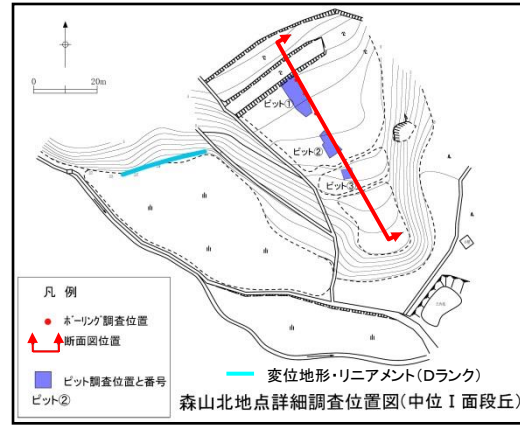 0 20m
ピット①
ピット②
ピット③
凡 例
ボーリング調査位置
断面図位置
ピット調査位置と番号
ピット②
変位地形・リニアメント(Dランク)
森山北地点詳細調査位置図(中位Ⅰ面段丘)